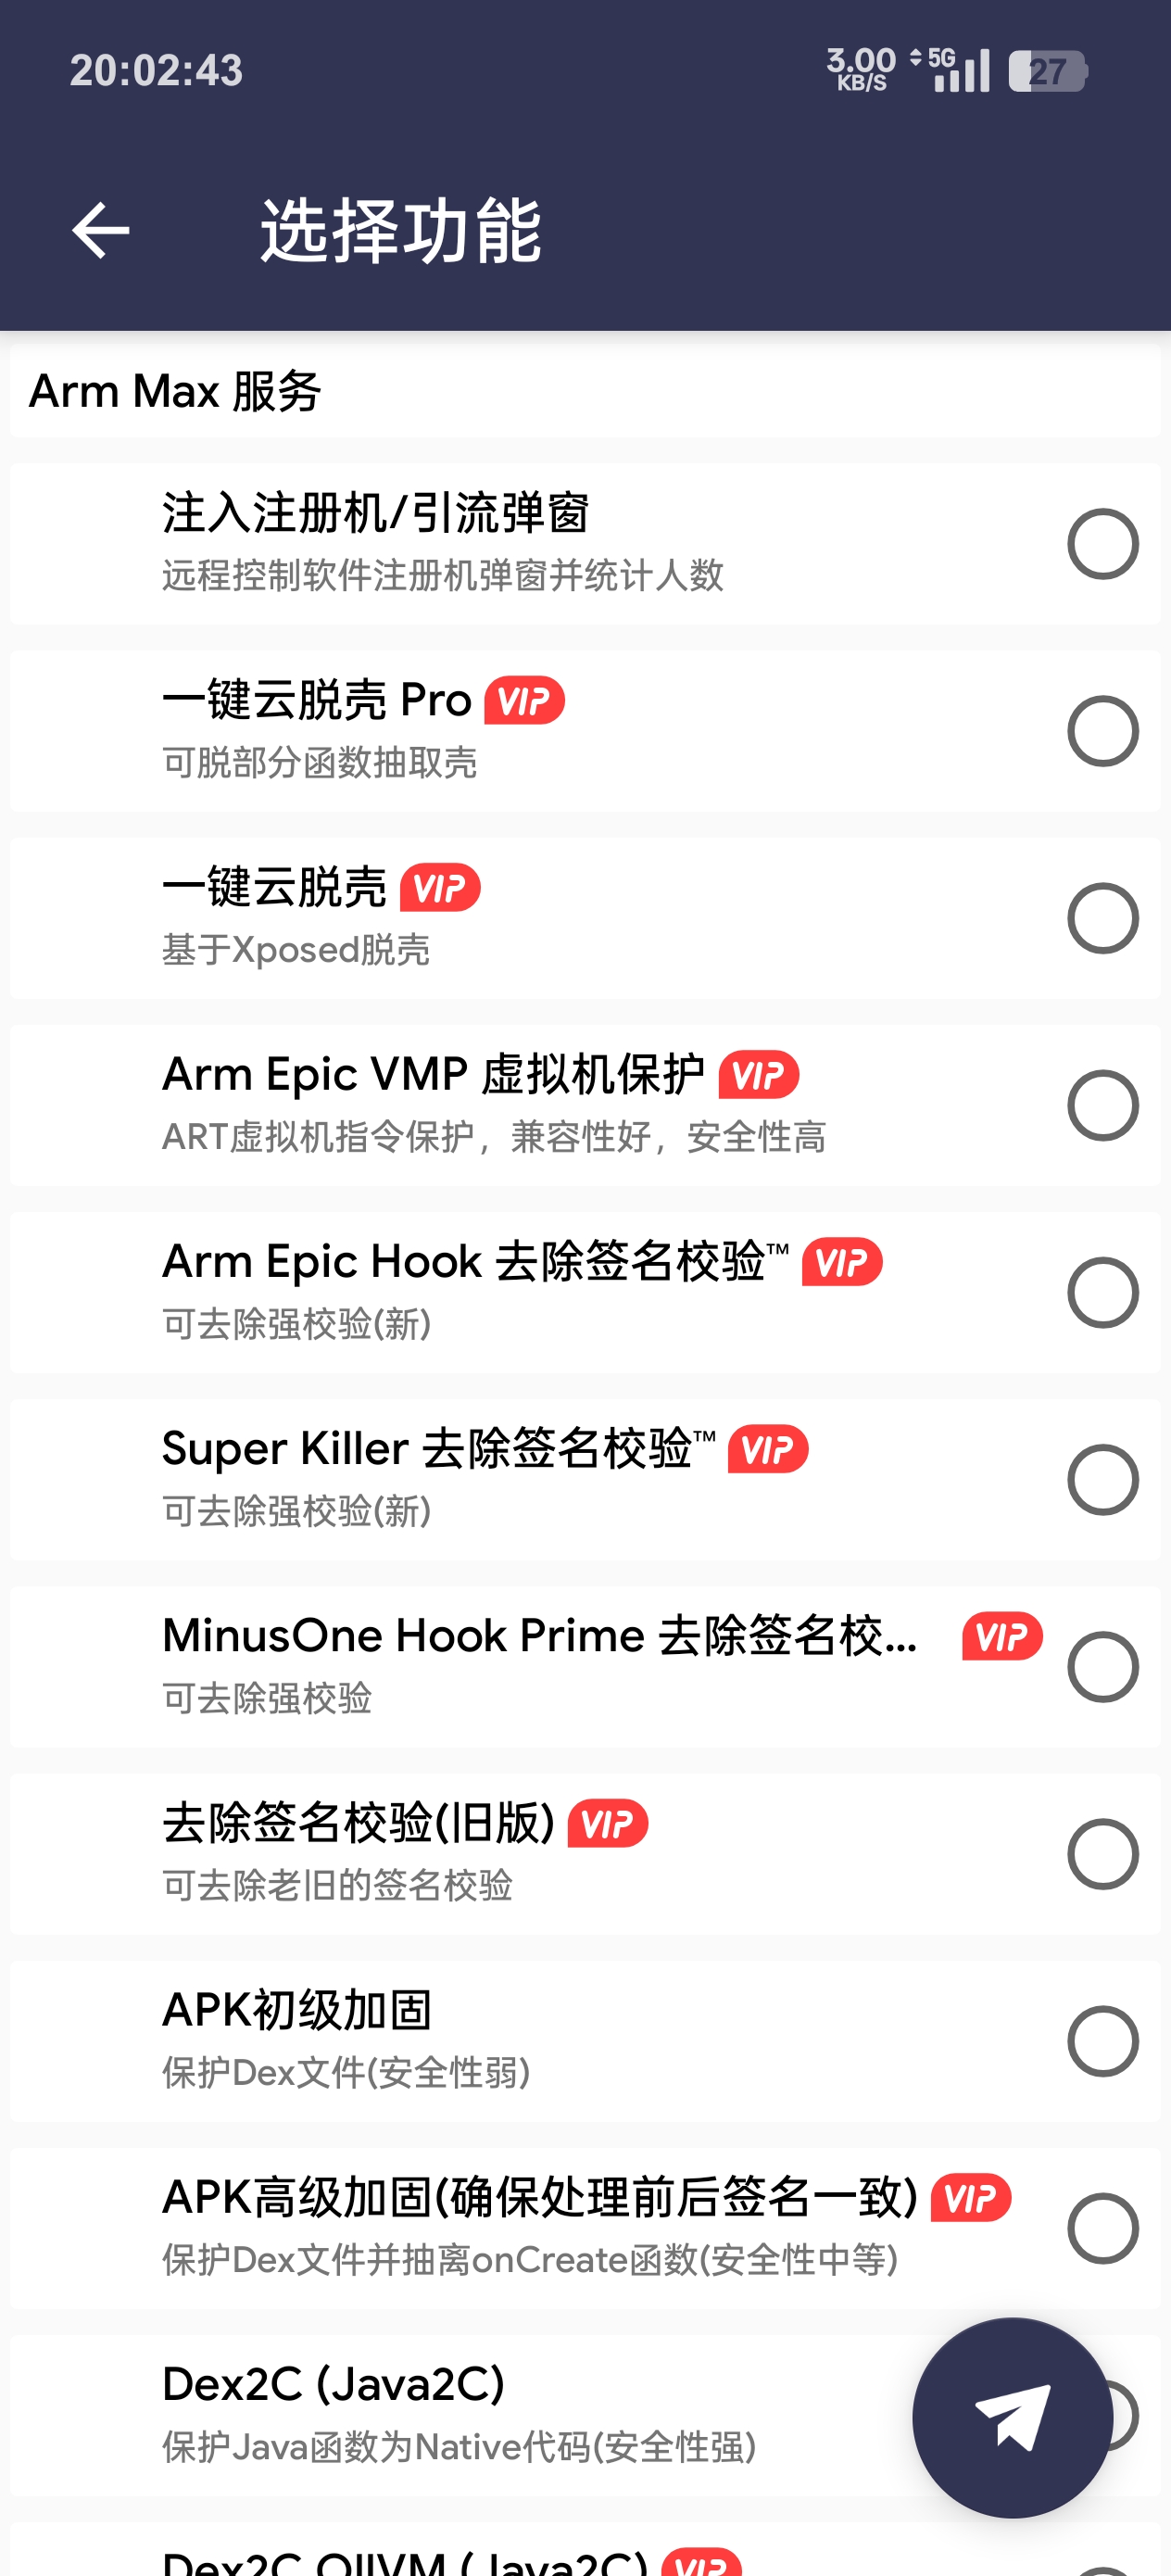 20:02:43
3.00
KB/S
5G
27
选择功能
Arm Max 服务
注入注册机/引流弹窗
远程控制软件注册机弹窗并统计人数
一键云脱壳 Pro VIP
可脱部分函数抽取壳
一键云脱壳 VIP
基于Xposed脱壳
Arm Epic VMP 虚拟机保护 VIP
ART虚拟机指令保护，兼容性好，安全性高
Arm Epic Hook 去除签名校验™ VIP
可去除强校验(新)
Super Killer 去除签名校验™ VIP
可去除强校验(新)
MinusOne Hook Prime 去除签名校... VIP
可去除强校验
去除签名校验(旧版) VIP
可去除老旧的签名校验
APK初级加固
保护Dex文件(安全性弱)
APK高级加固(确保处理前后签名一致) VIP
保护Dex文件并抽离onCreate函数(安全性中等)
Dex2C (Java2C)
保护Java函数为Native代码(安全性强)
Dex2C OllVM (Java2C) VIP